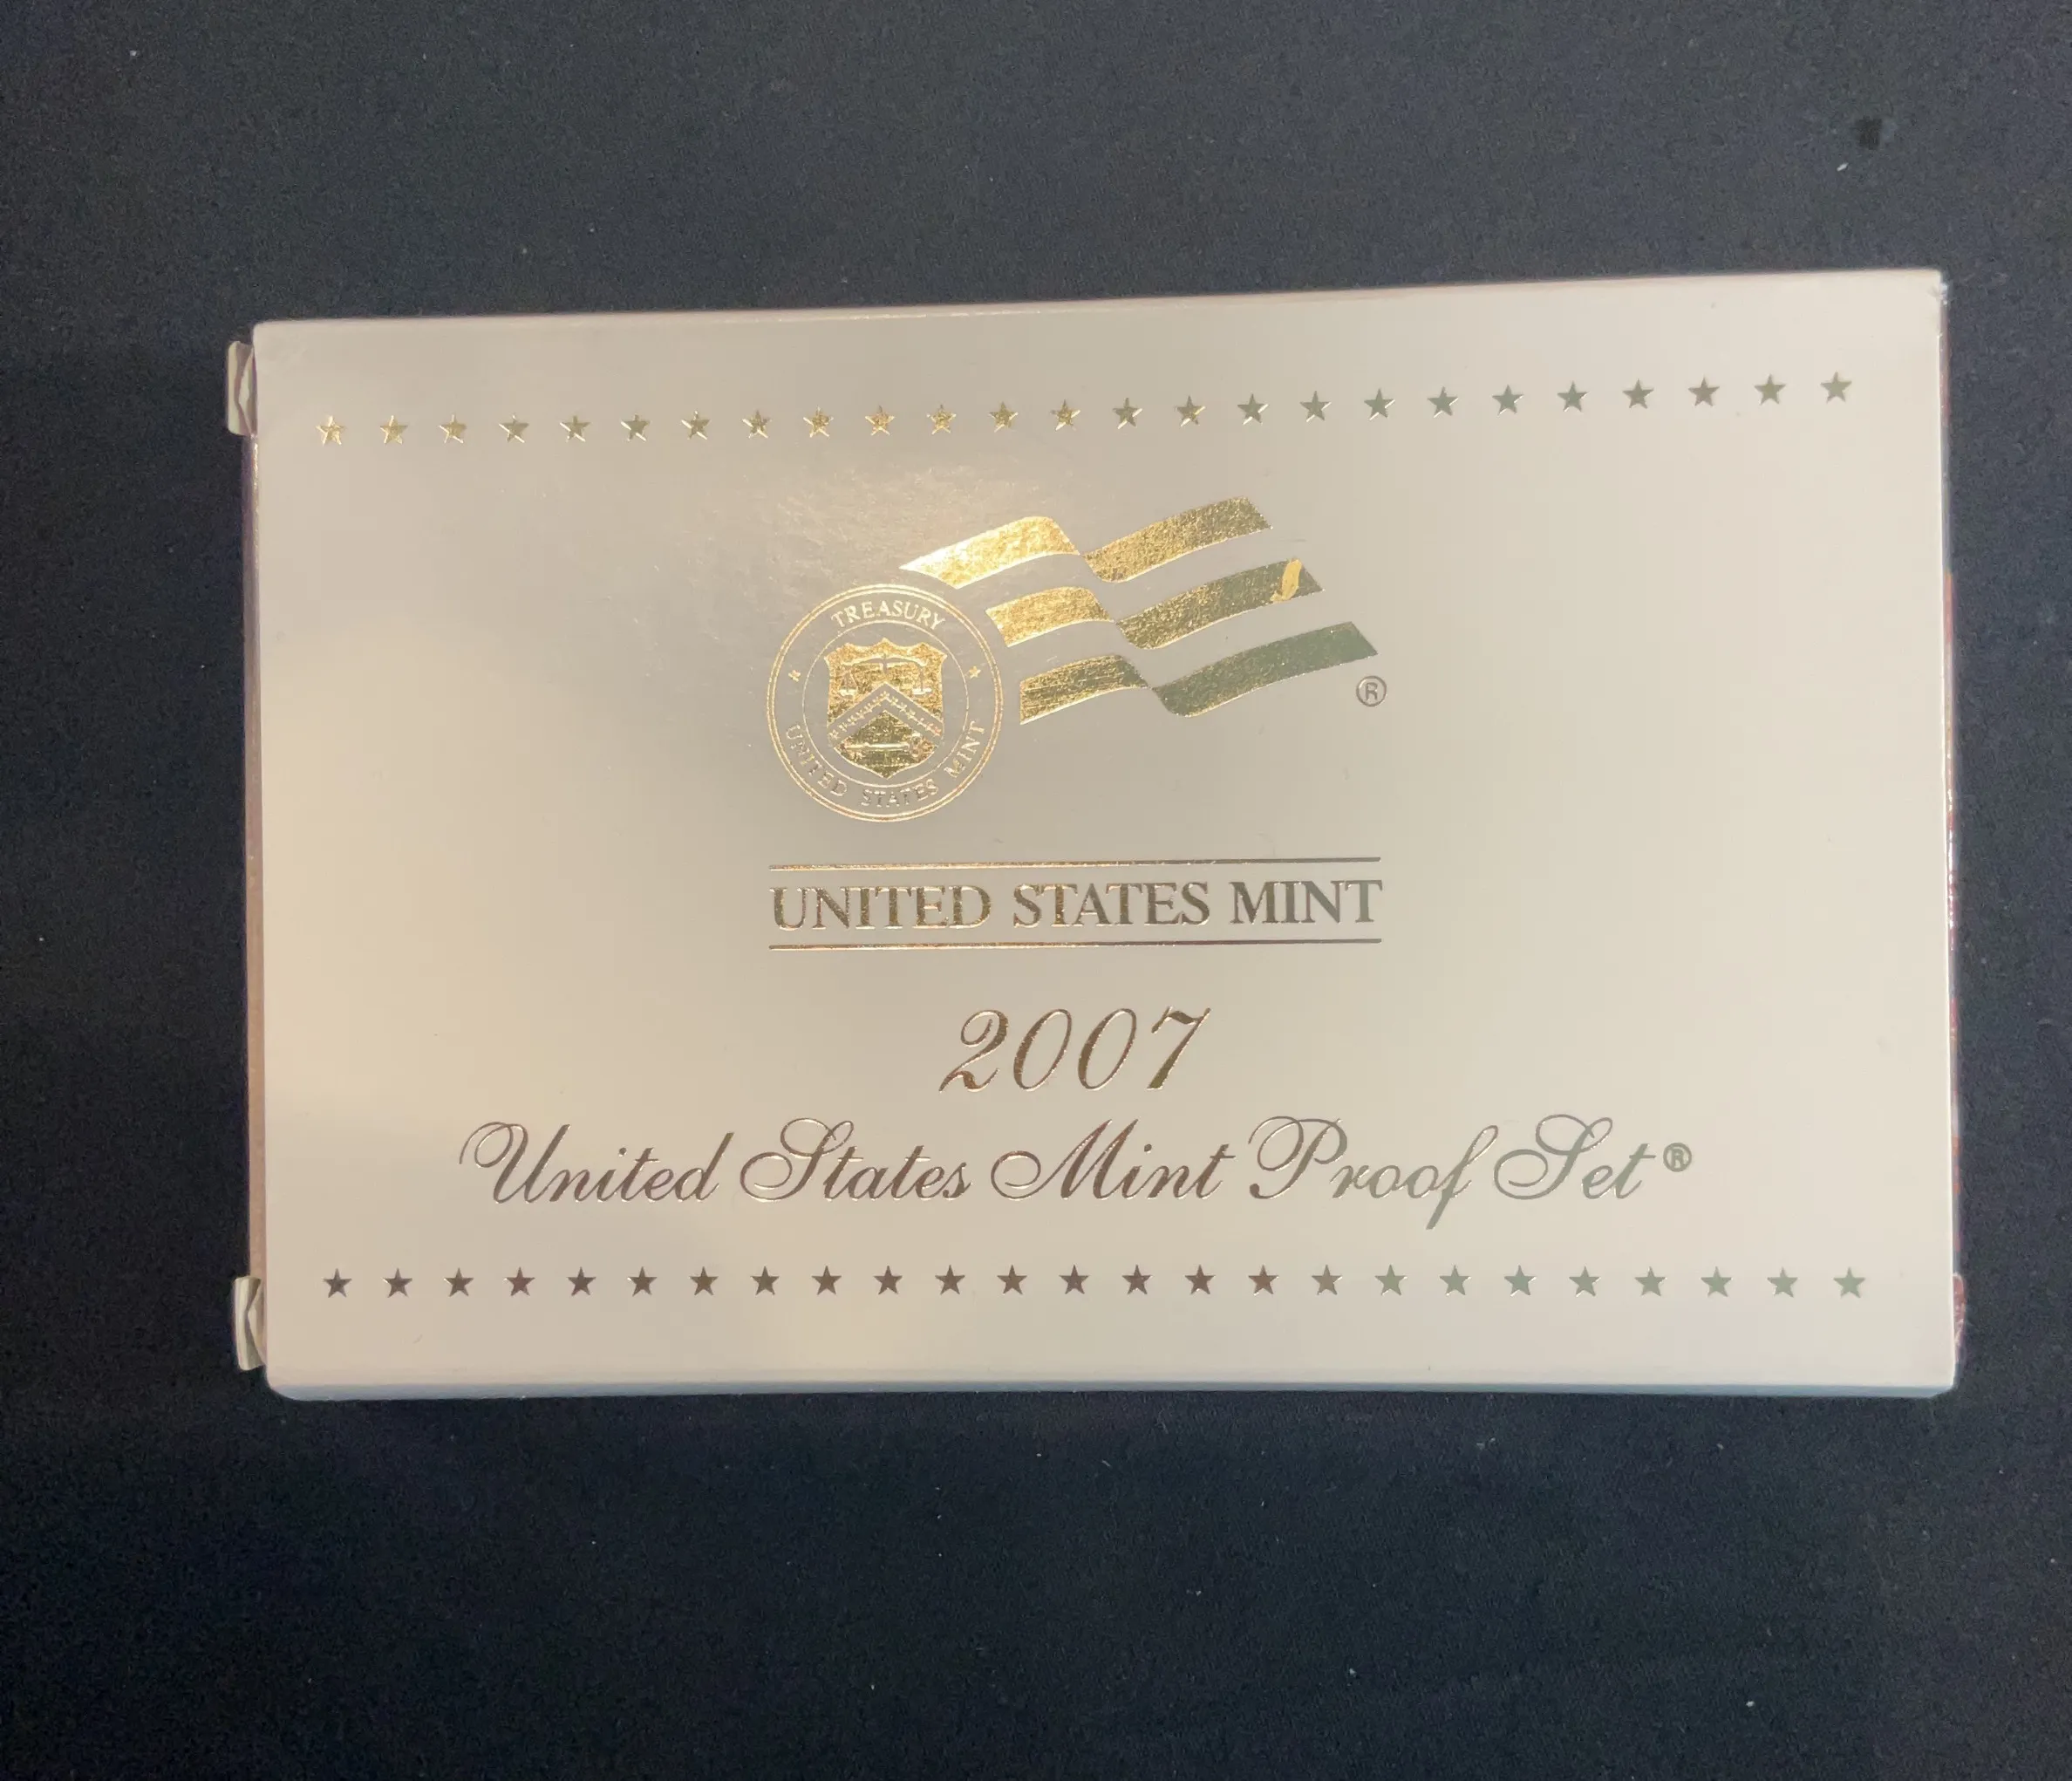 TREASURY
UNITED STATES MINT
®
UNITED STATES MINT
2007
United States Mint Proof Set®